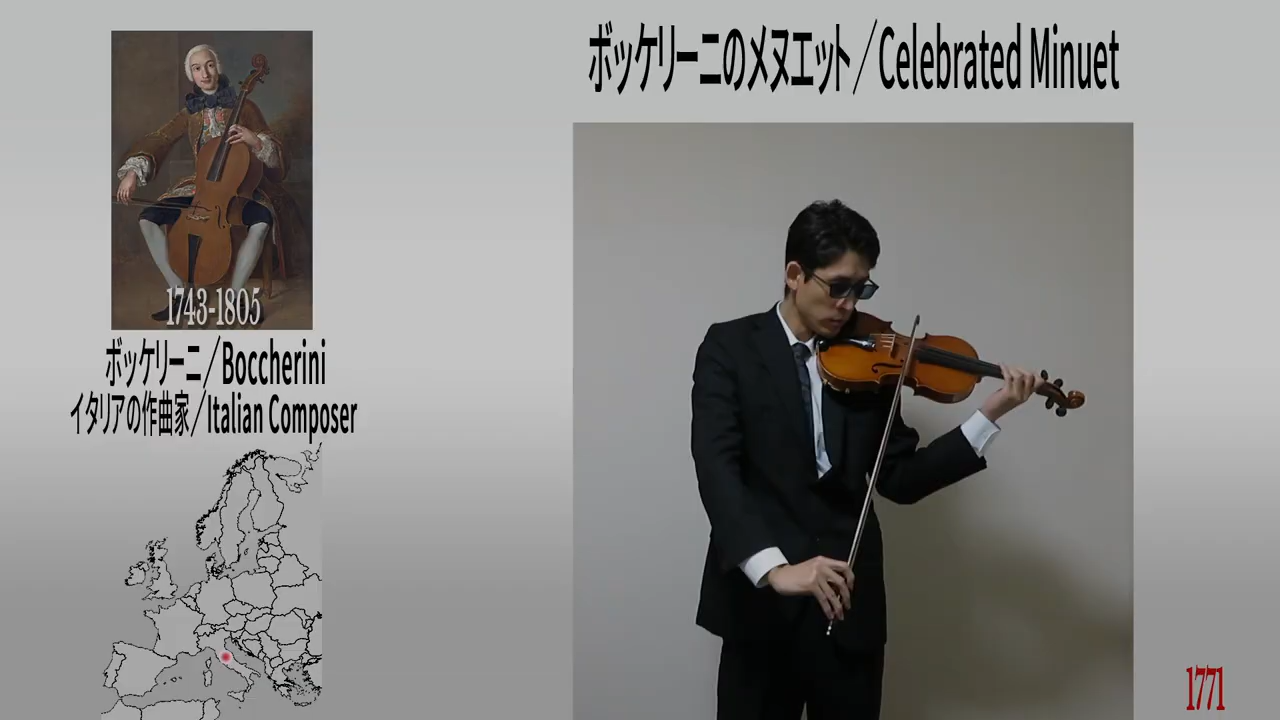 ボッケリーニのメヌエット／Celebrated Minuet
1743-1805
ボッケリーニ／Boccherini
イタリアの作曲家／Italian Composer
1771